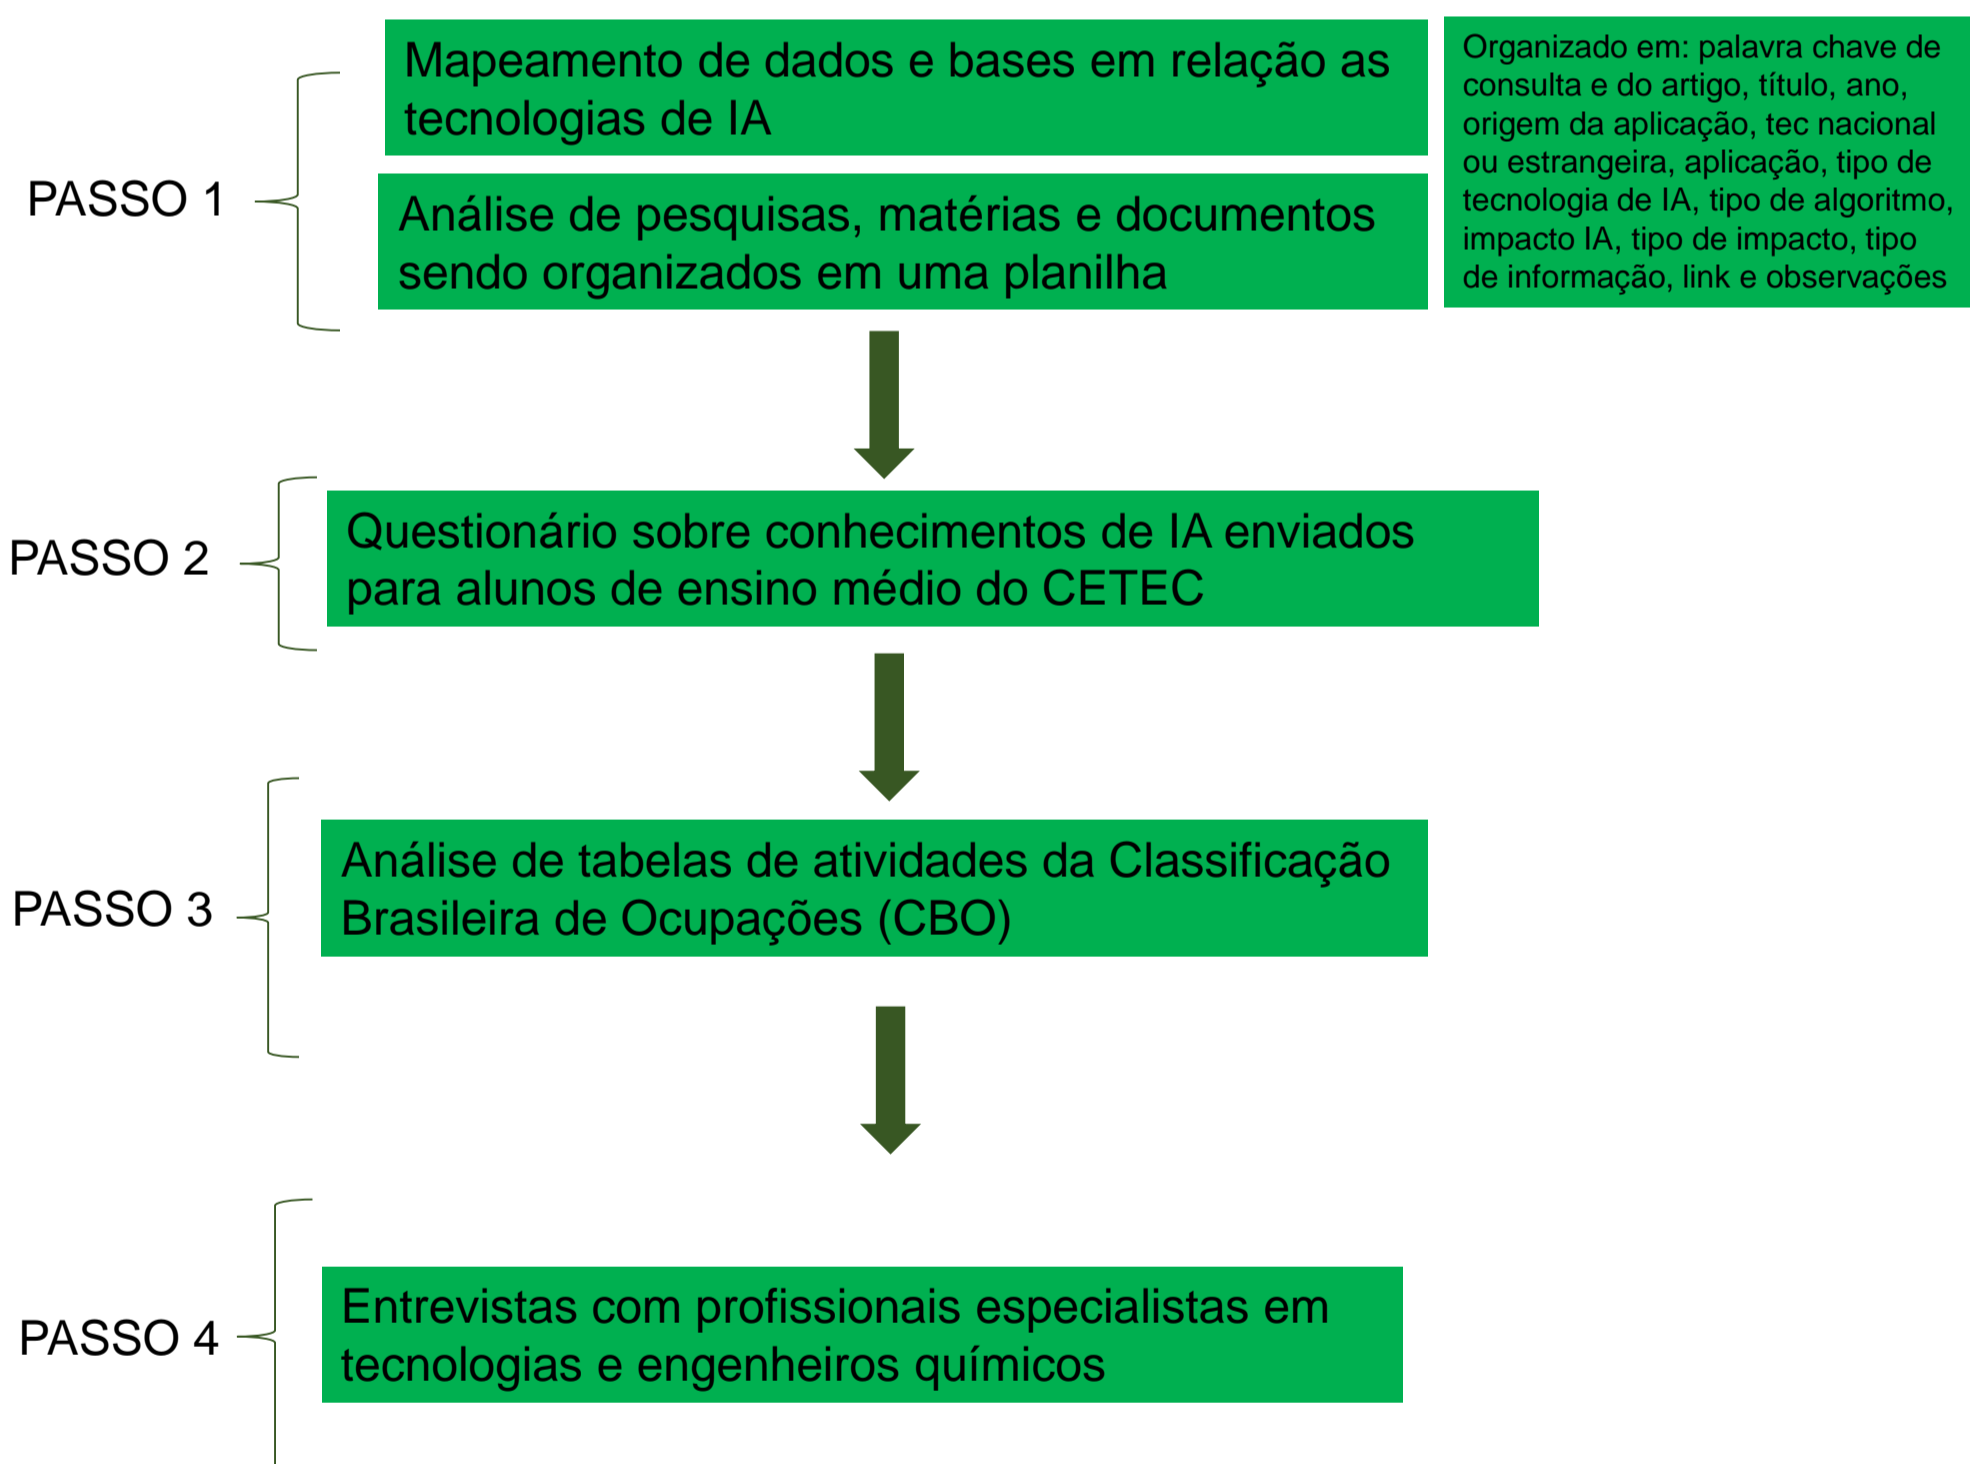 PASSO 1
Mapeamento de dados e bases em relação as
tecnologias de IA
Análise de pesquisas, matérias e documentos
sendo organizados em uma planilha
Organizado em: palavra chave de
consulta e do artigo, título, ano,
origem da aplicação, tec nacional
ou estrangeira, aplicação, tipo de
tecnologia de IA, tipo de algoritmo,
impacto IA, tipo de impacto, tipo
de informação, link e observações
PASSO 2
Questionário sobre conhecimentos de IA enviados
para alunos de ensino médio do CETEC
PASSO 3
Análise de tabelas de atividades da Classificação
Brasileira de Ocupações (CBO)
PASSO 4
Entrevistas com profissionais especialistas em
tecnologias e engenheiros químicos